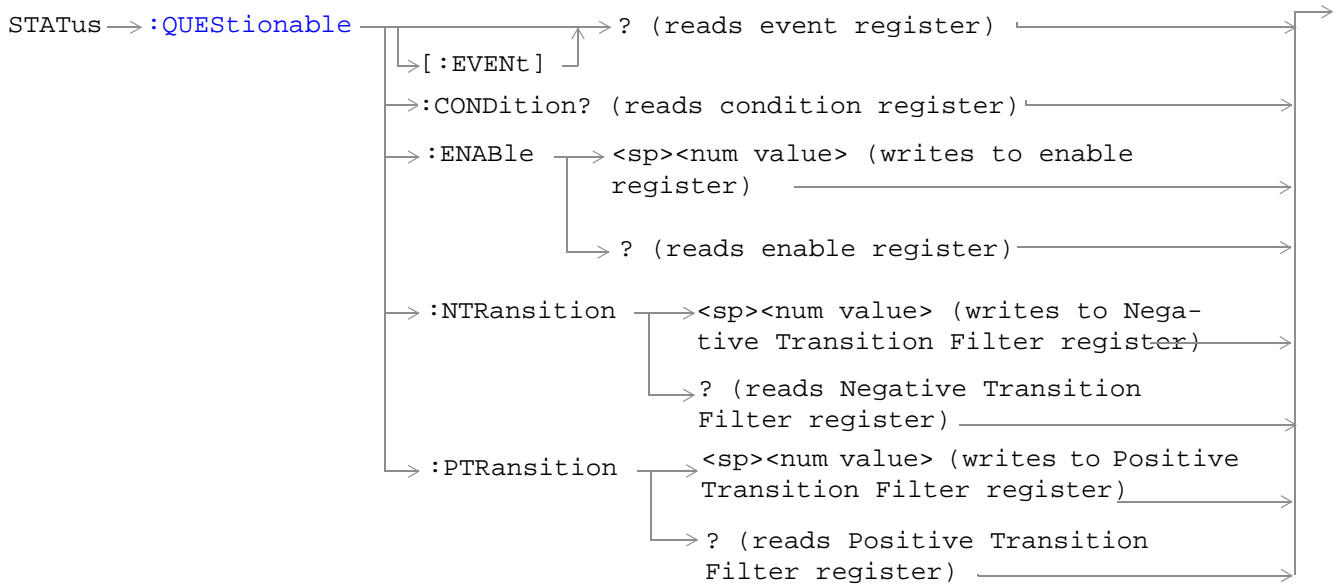 STATus :QUEStionable ? (reads event register)
[:EVENt]
:CONDition? (reads condition register)
:ENABle <sp><num value> (writes to enable
register)
? (reads enable register)
:NTRansition <sp><num value> (writes to Nega-
tive Transition Filter register)
? (reads Negative Transition
Filter register)
:PTRansition <sp><num value> (writes to Positive
Transition Filter register)
? (reads Positive Transition
Filter register)